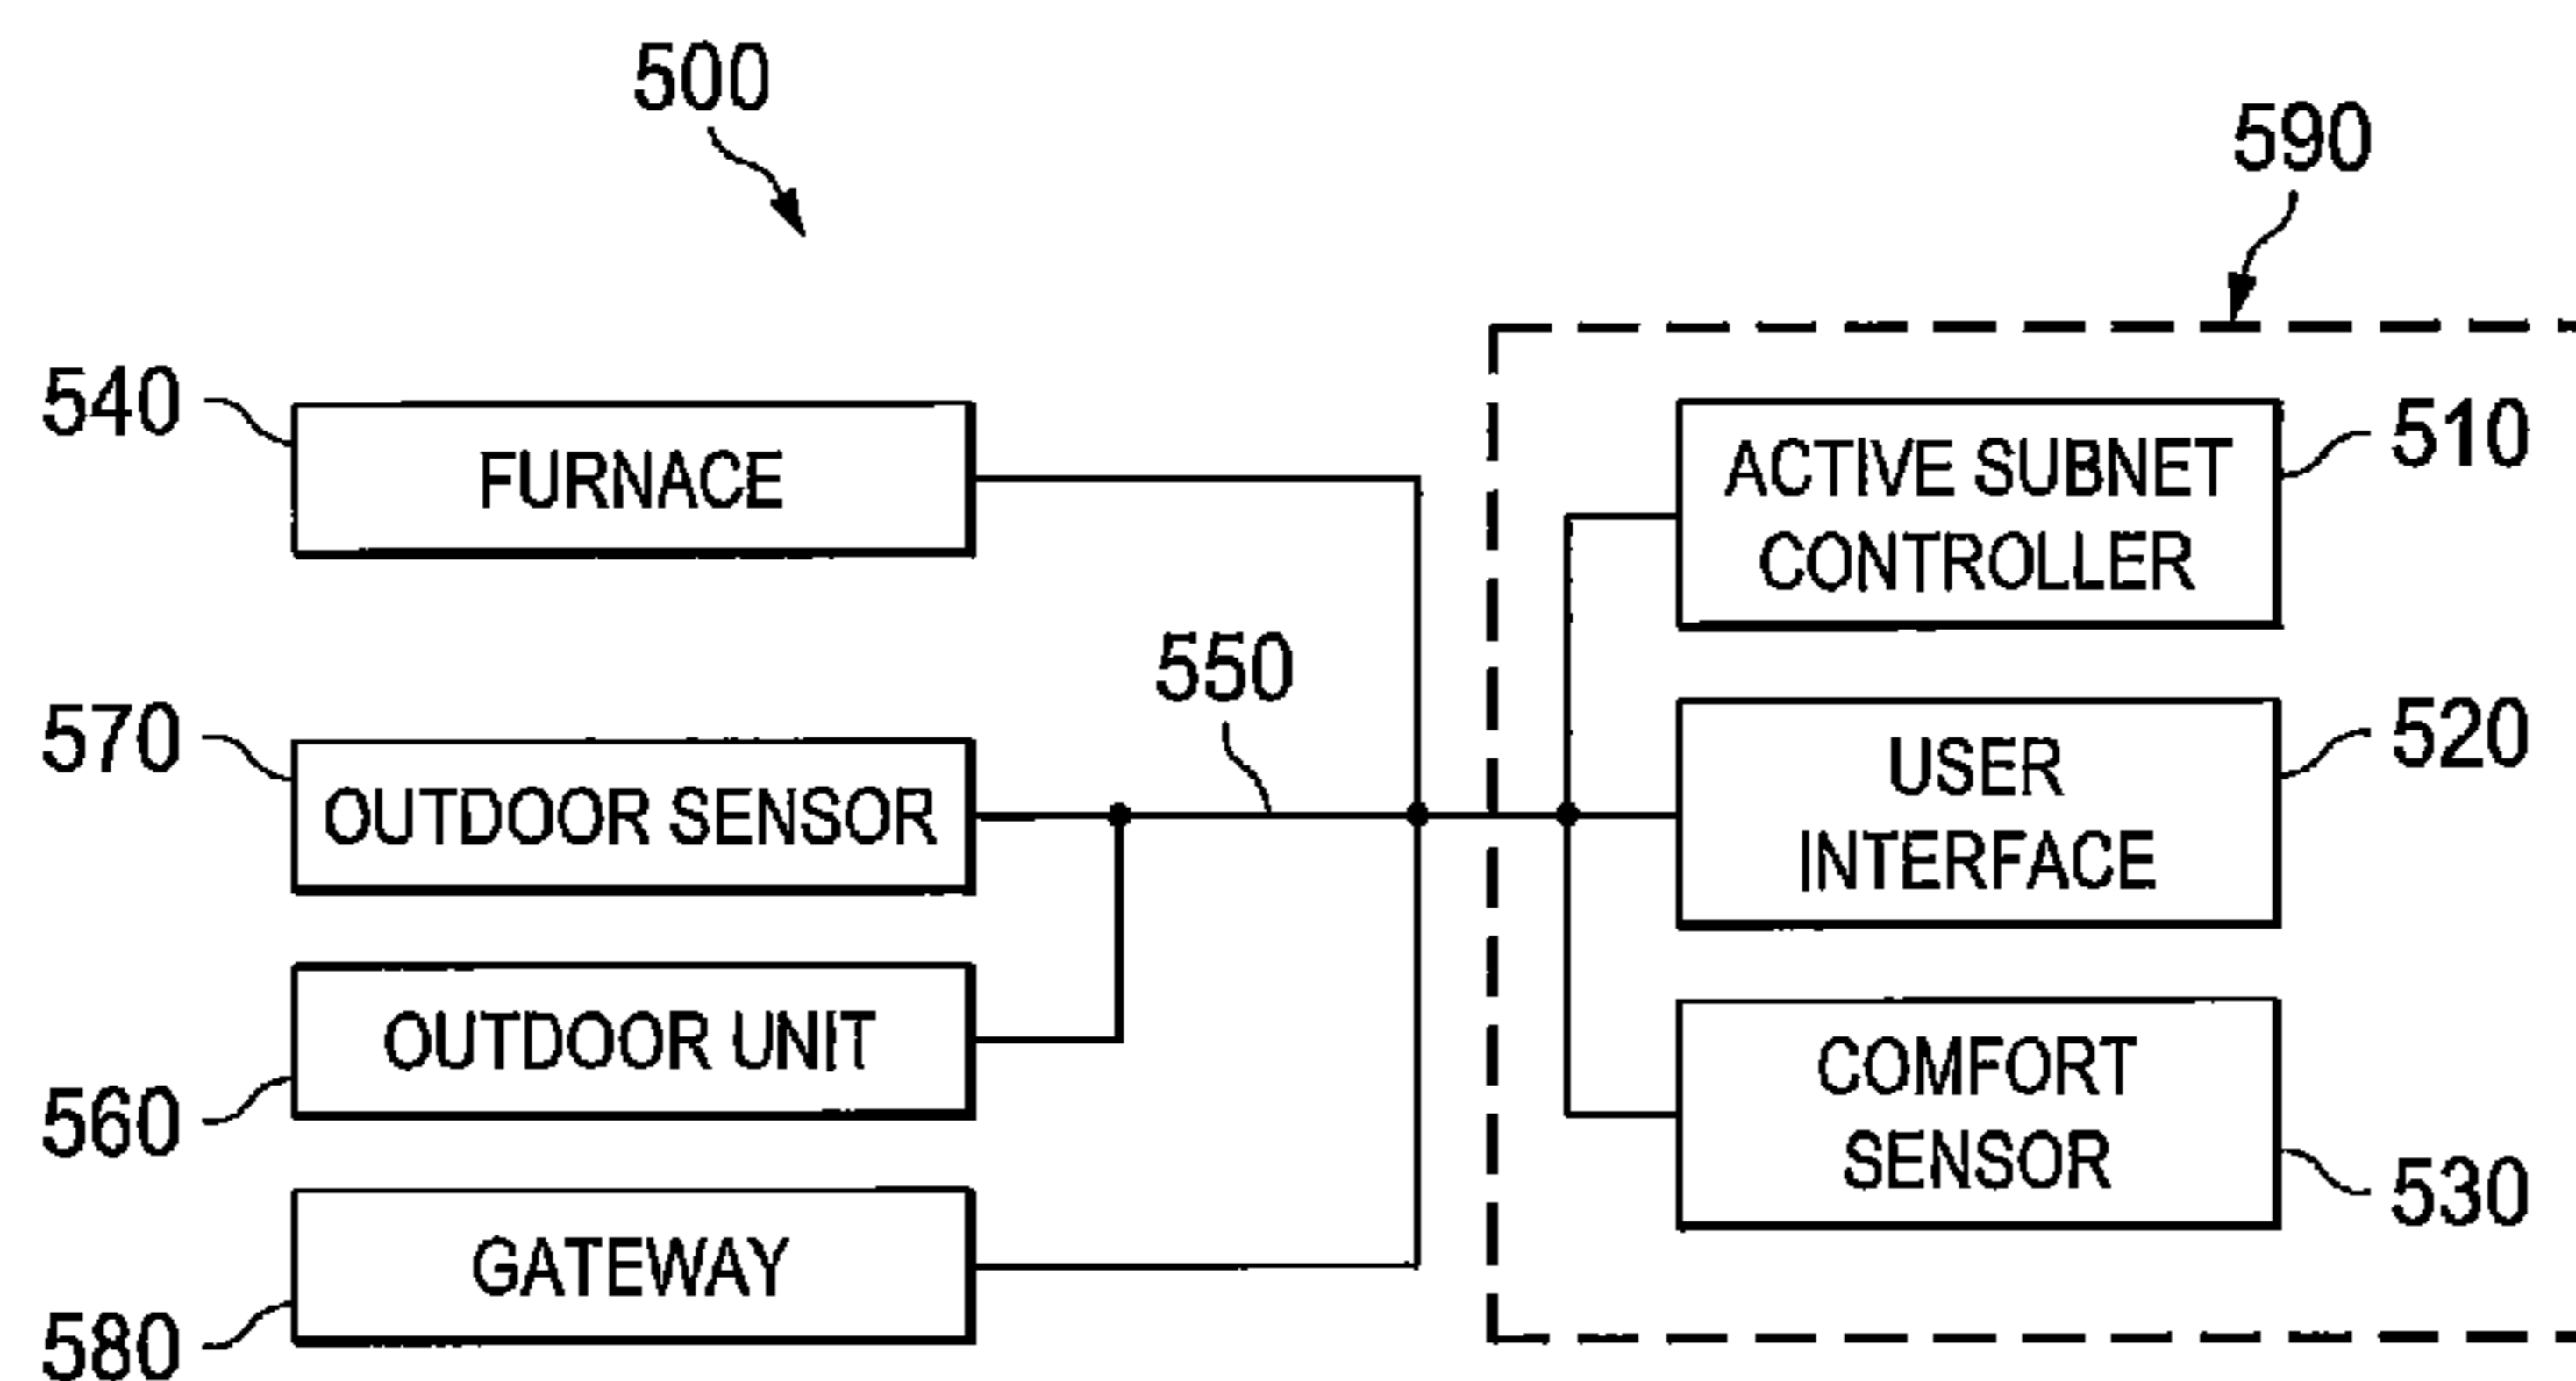 500
590
540
FURNACE
ACTIVE SUBNET
CONTROLLER
510
570
OUTDOOR SENSOR
550
USER
INTERFACE
520
OUTDOOR UNIT
560
COMFORT
SENSOR
530
GATEWAY
580